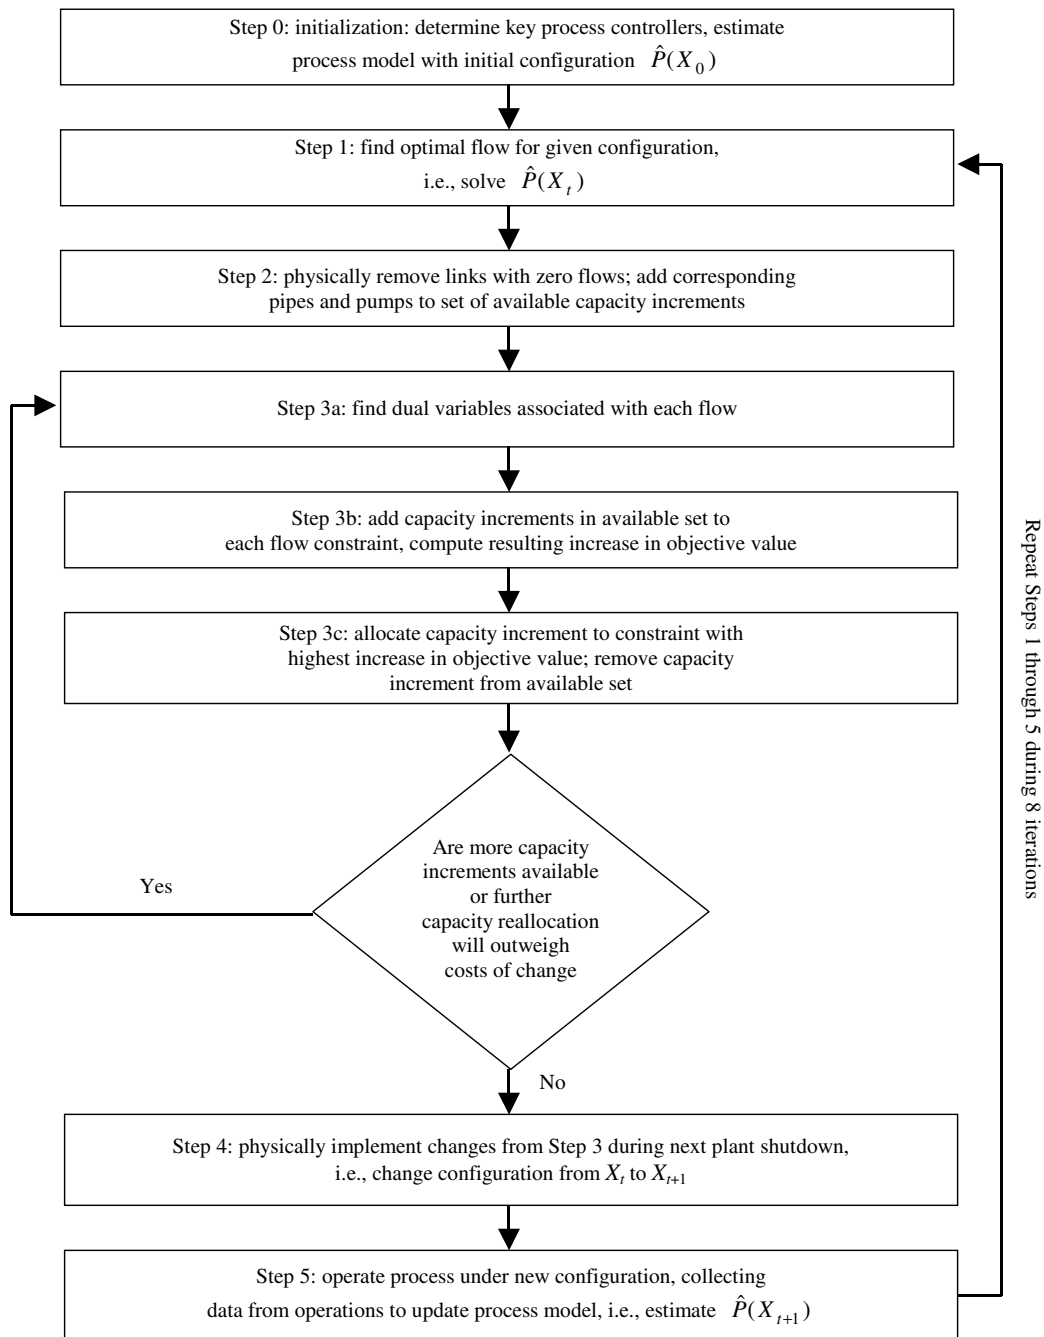 Step 0: initialization: determine key process controllers, estimate
process model with initial configuration P̂(X₀)
Step 1: find optimal flow for given configuration,
i.e., solve P̂(Xₜ)
Step 2: physically remove links with zero flows; add corresponding
pipes and pumps to set of available capacity increments
Step 3a: find dual variables associated with each flow
Step 3b: add capacity increments in available set to
each flow constraint, compute resulting increase in objective value
Step 3c: allocate capacity increment to constraint with
highest increase in objective value; remove capacity
increment from available set
Are more capacity
increments available
or further
capacity reallocation
will outweigh
costs of change
Yes
No
Step 4: physically implement changes from Step 3 during next plant shutdown,
i.e., change configuration from Xₜ to Xₜ₊₁
Step 5: operate process under new configuration, collecting
data from operations to update process model, i.e., estimate P̂(Xₜ₊₁)
Repeat Steps 1 through 5 during 8 iterations